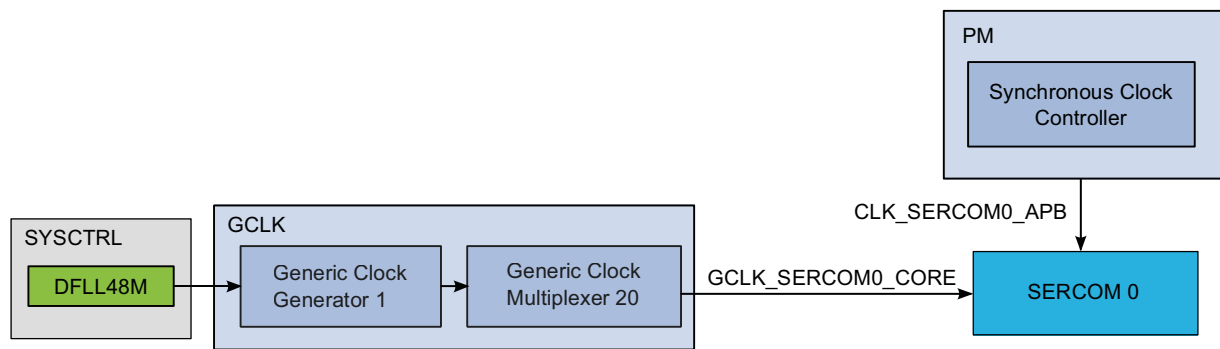 PM
Synchronous Clock
Controller
CLK_SERCOM0_APB
SYSCTRL
DFLL48M
GCLK
Generic Clock
Generator 1
Generic Clock
Multiplexer 20
GCLK_SERCOM0_CORE
SERCOM 0